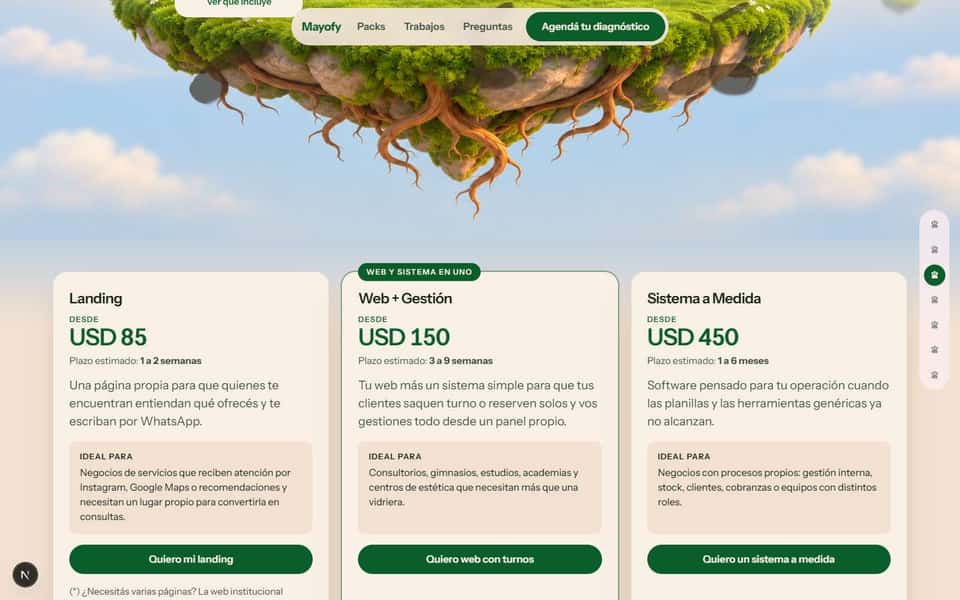 ver qué incluye
Mayofy Packs Trabajos Preguntas Agendá tu diagnóstico
WEB Y SISTEMA EN UNO
Landing
DESDE
USD 85
Plazo estimado: 1 a 2 semanas
Una página propia para que quienes te
encuentran entiendan qué ofrecés y te
escriban por WhatsApp.
IDEAL PARA
Negocios de servicios que reciben atención por
Instagram, Google Maps o recomendaciones y
necesitan un lugar propio para convertirla en
consultas.
Quiero mi landing
(*) ¿Necesitás varias páginas? La web institucional
Web + Gestión
DESDE
USD 150
Plazo estimado: 3 a 9 semanas
Tu web más un sistema simple para que tus
clientes saquen turno o reserven solos y vos
gestiones todo desde un panel propio.
IDEAL PARA
Consultorios, gimnasios, estudios, academias y
centros de estética que necesitan más que una
vidriera.
Quiero web con turnos
Sistema a Medida
DESDE
USD 450
Plazo estimado: 1 a 6 meses
Software pensado para tu operación cuando
las planillas y las herramientas genéricas ya
no alcanzan.
IDEAL PARA
Negocios con procesos propios: gestión interna,
stock, clientes, cobranzas o equipos con distintos
roles.
Quiero un sistema a medida
N